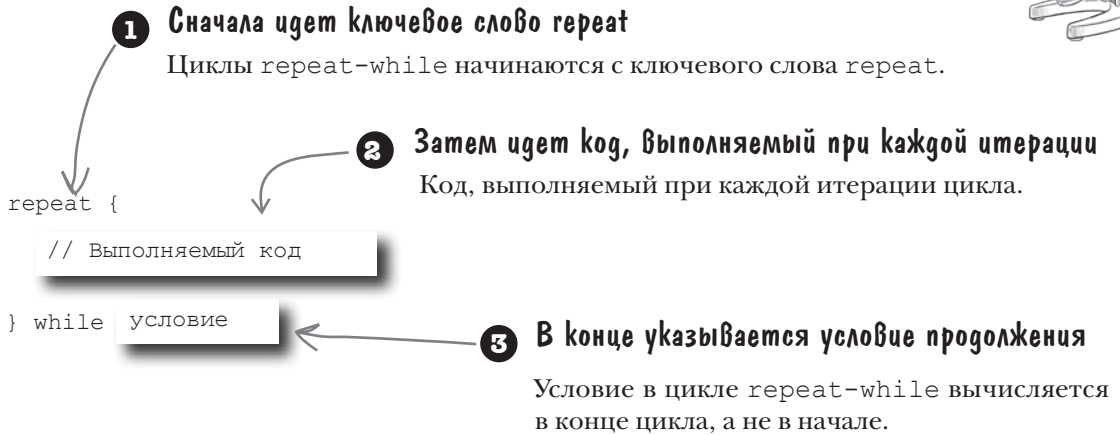 1 Сначала идет ключевое слово repeat
Циклы repeat-while начинаются с ключевого слова repeat.
2 Затем идет код, выполняемый при каждой итерации
Код, выполняемый при каждой итерации цикла.
repeat {
// Выполняемый код
} while условие
3 В конце указывается условие продолжения
Условие в цикле repeat-while вычисляется
в конце цикла, а не в начале.